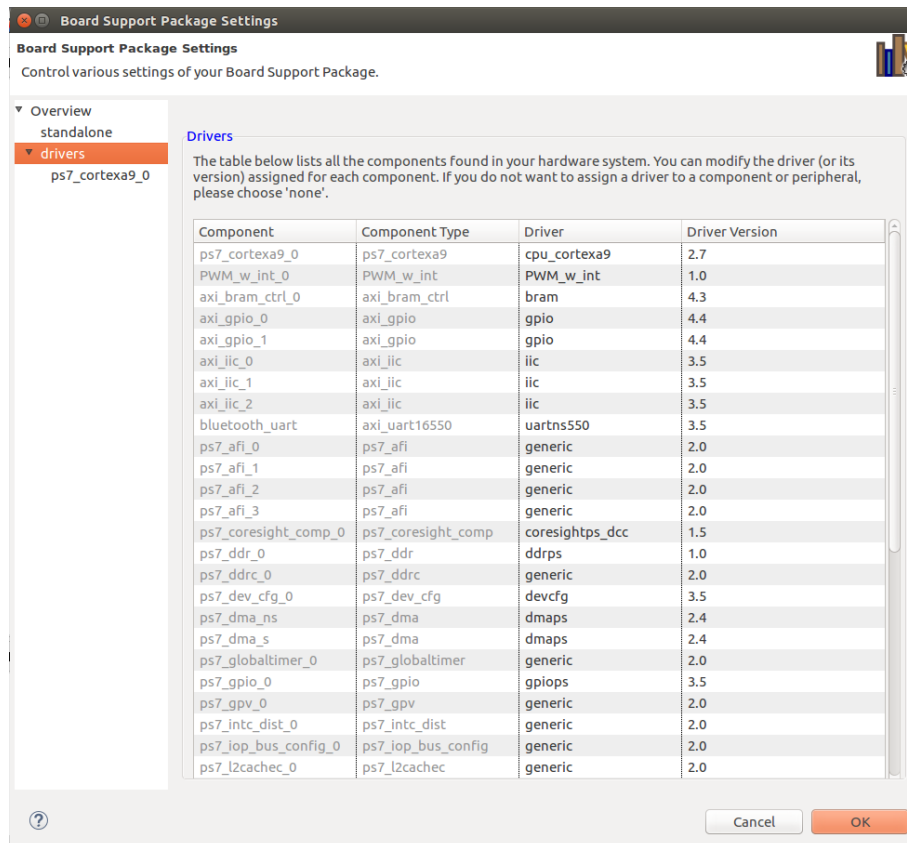 Board Support Package Settings
Board Support Package Settings
Control various settings of your Board Support Package.
Overview
standalone
drivers
ps7_cortexa9_0
Drivers
The table below lists all the components found in your hardware system. You can modify the driver (or its
version) assigned for each component. If you do not want to assign a driver to a component or peripheral,
please choose 'none'.
Component Component Type Driver Driver Version
ps7_cortexa9_0 ps7_cortexa9 cpu_cortexa9 2.7
PWM_w_int_0 PWM_w_int PWM_w_int 1.0
axi_bram_ctrl_0 axi_bram_ctrl bram 4.3
axi_gpio_0 axi_gpio gpio 4.4
axi_gpio_1 axi_gpio gpio 4.4
axi_iic_0 axi_iic iic 3.5
axi_iic_1 axi_iic iic 3.5
axi_iic_2 axi_iic iic 3.5
bluetooth_uart axi_uart16550 uartns550 3.5
ps7_afi_0 ps7_afi generic 2.0
ps7_afi_1 ps7_afi generic 2.0
ps7_afi_2 ps7_afi generic 2.0
ps7_afi_3 ps7_afi generic 2.0
ps7_coresight_comp_0 ps7_coresight_comp coresightps_dcc 1.5
ps7_ddr_0 ps7_ddr ddrps 1.0
ps7_ddrc_0 ps7_ddrc generic 2.0
ps7_dev_cfg_0 ps7_dev_cfg devcfg 3.5
ps7_dma_ns ps7_dma dmaps 2.4
ps7_dma_s ps7_dma dmaps 2.4
ps7_globaltimer_0 ps7_globaltimer generic 2.0
ps7_gpio_0 ps7_gpio gpiops 3.5
ps7_gpv_0 ps7_gpv generic 2.0
ps7_intc_dist_0 ps7_intc_dist generic 2.0
ps7_iop_bus_config_0 ps7_iop_bus_config generic 2.0
ps7_l2cachec_0 ps7_l2cachec generic 2.0
? Cancel OK